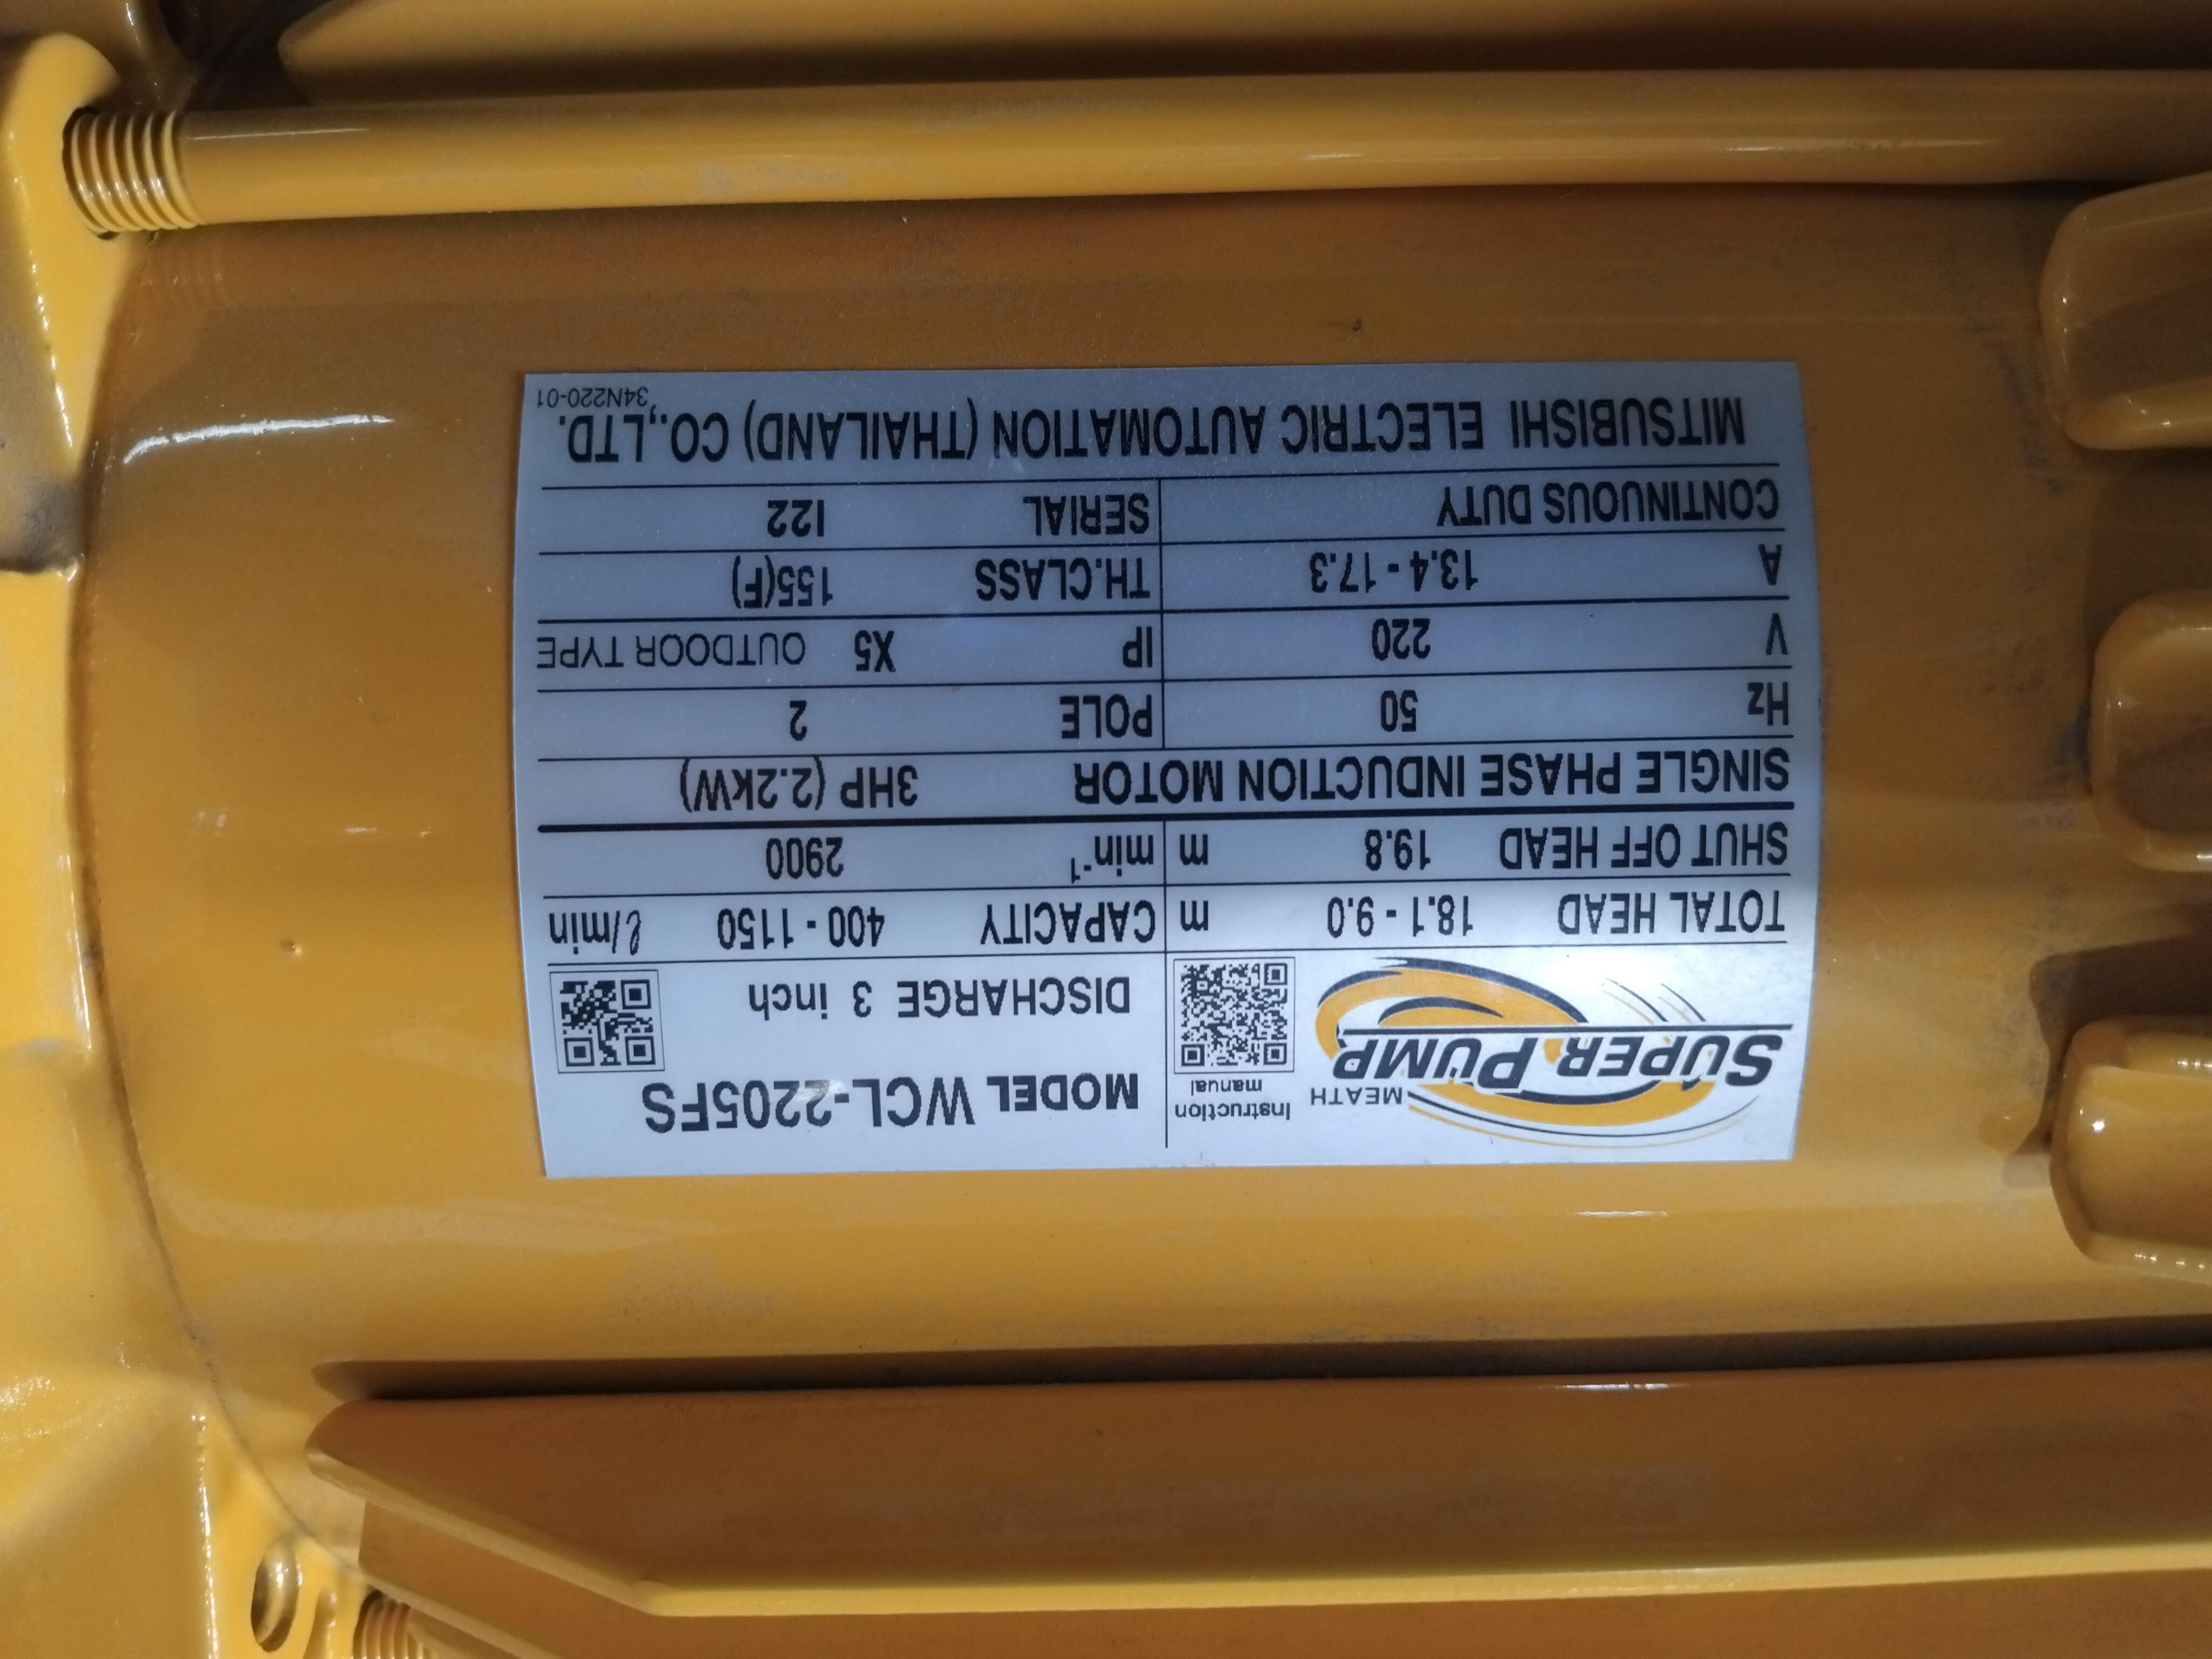 MEATH
SUPER PUMP
Instruction
manual
MODEL WCL-2205FS
DISCHARGE 3 inch
TOTAL HEAD 18.1 - 9.0 m CAPACITY 400 - 1150 ℓ/min
SHUT OFF HEAD 19.8 m min-1 2900
SINGLE PHASE INDUCTION MOTOR 3HP (2.2kW)
Hz 50 POLE 2
V 220 IP X5 OUTDOOR TYPE
A 13.4 - 17.3 TH.CLASS 155(F)
CONTINUOUS DUTY SERIAL I22
MITSUBISHI ELECTRIC AUTOMATION (THAILAND) CO.,LTD.
34N220-01